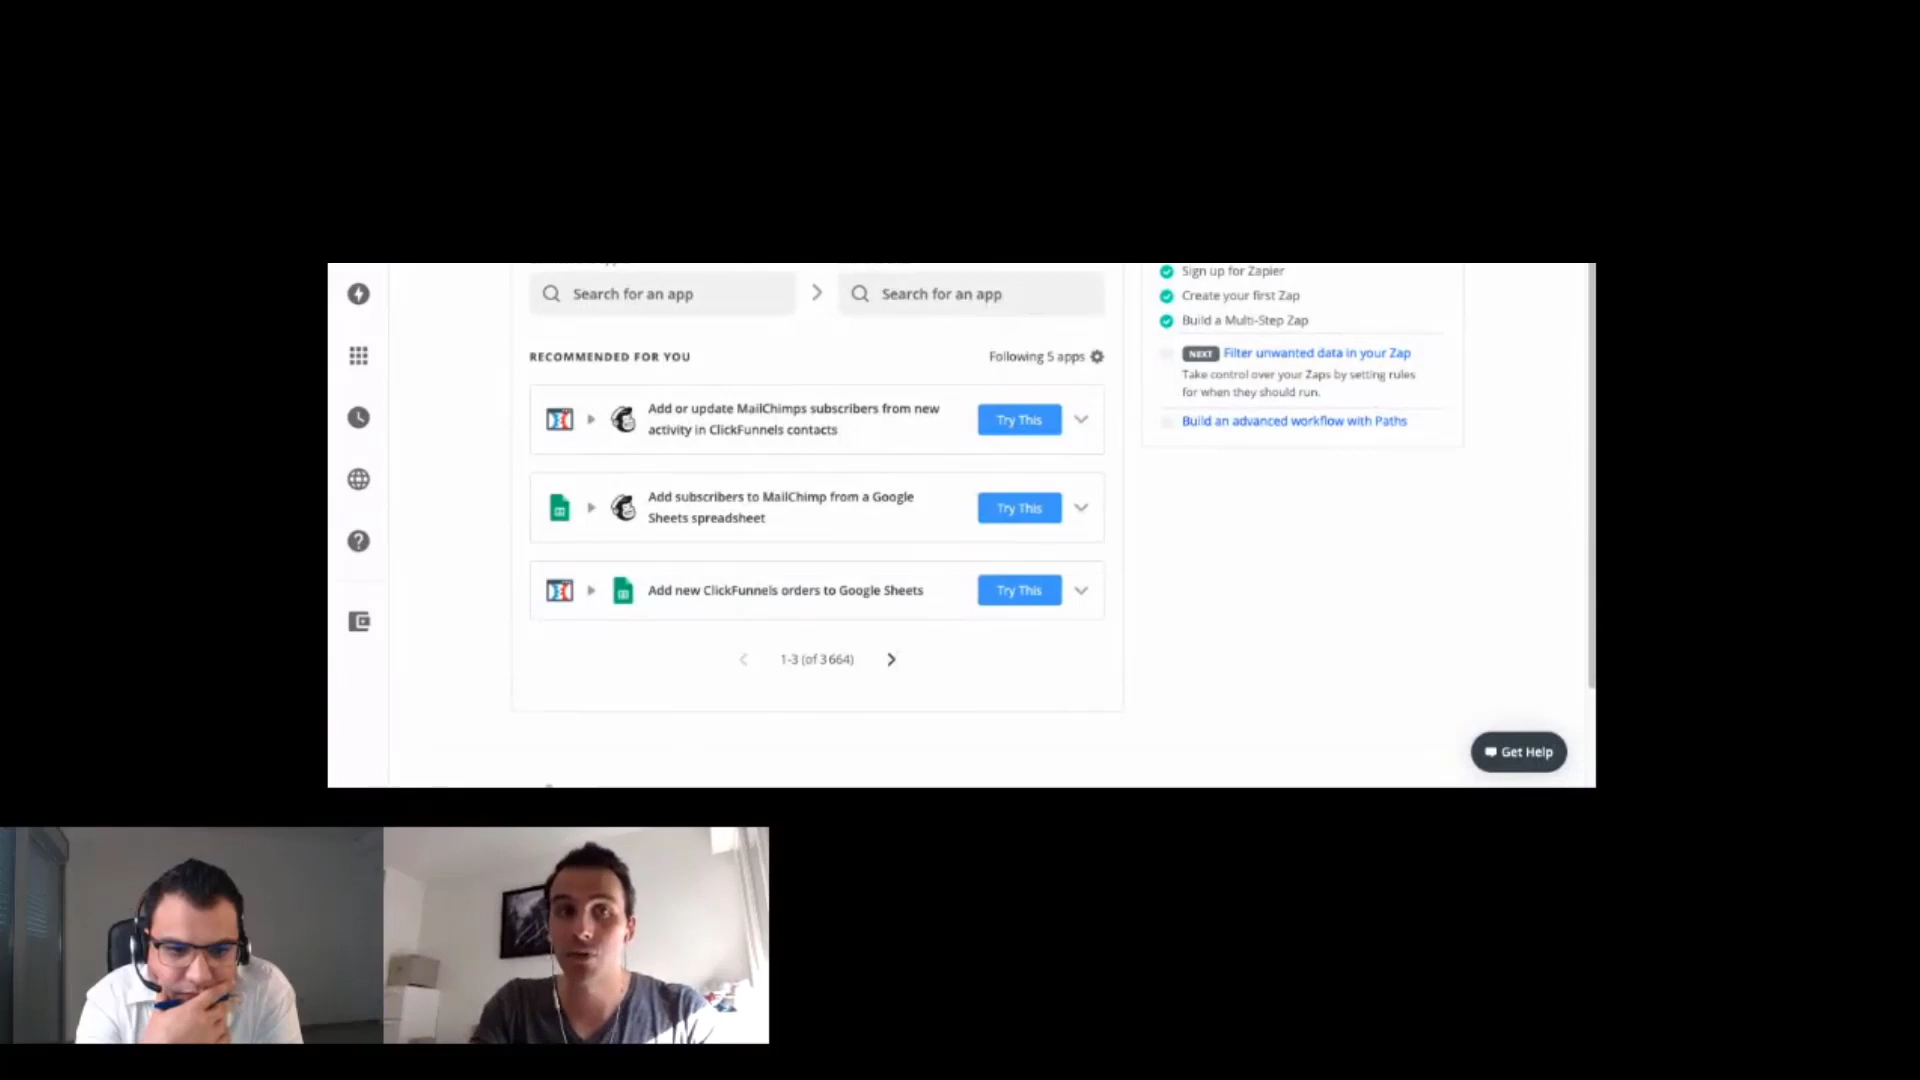 Search for an app
Search for an app
RECOMMENDED FOR YOU
Following 5 apps
Add or update MailChimps subscribers from new
activity in ClickFunnels contacts
Try This
Add subscribers to MailChimp from a Google
Sheets spreadsheet
Try This
Add new ClickFunnels orders to Google Sheets
Try This
1-3 (of 3 664)
Sign up for Zapier
Create your first Zap
Build a Multi-Step Zap
NEXT Filter unwanted data in your Zap
Take control over your Zaps by setting rules
for when they should run.
Build an advanced workflow with Paths
Get Help